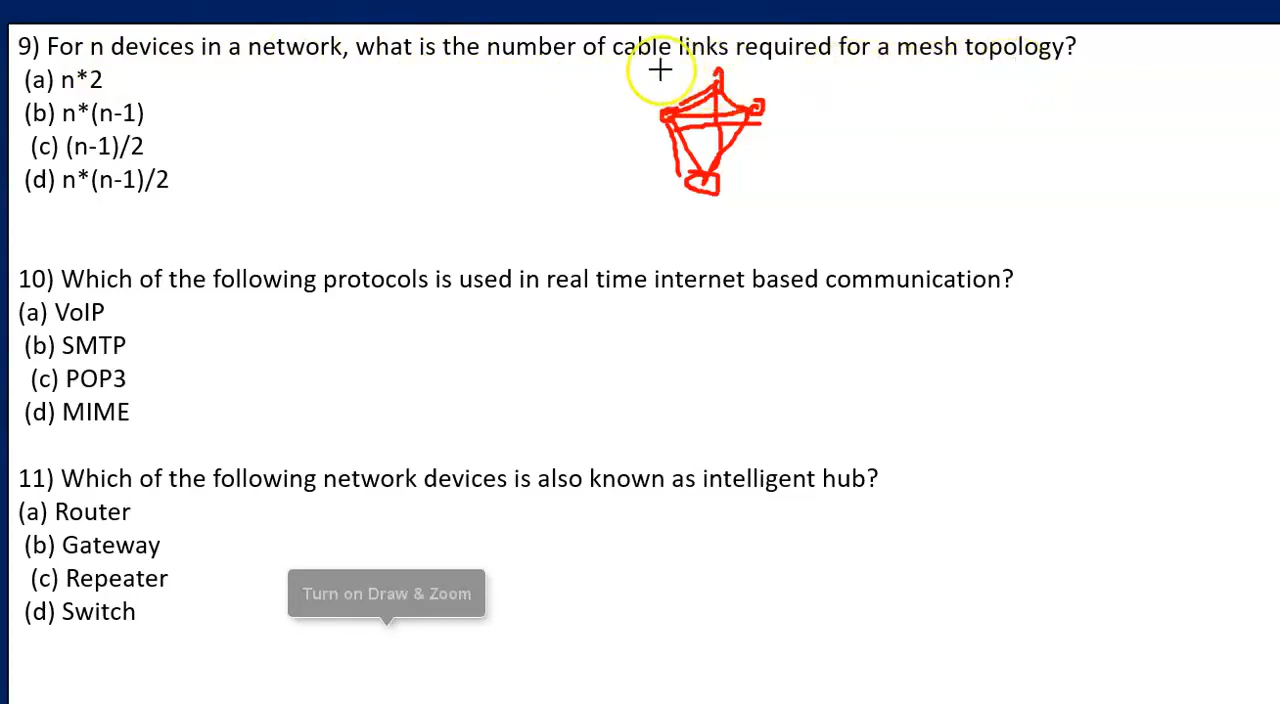 9) For n devices in a network, what is the number of cable links required for a mesh topology?
(a) n*2
(b) n*(n-1)
(c) (n-1)/2
(d) n*(n-1)/2
10) Which of the following protocols is used in real time internet based communication?
(a) VoIP
(b) SMTP
(c) POP3
(d) MIME
11) Which of the following network devices is also known as intelligent hub?
(a) Router
(b) Gateway
(c) Repeater
(d) Switch
Turn on Draw & Zoom